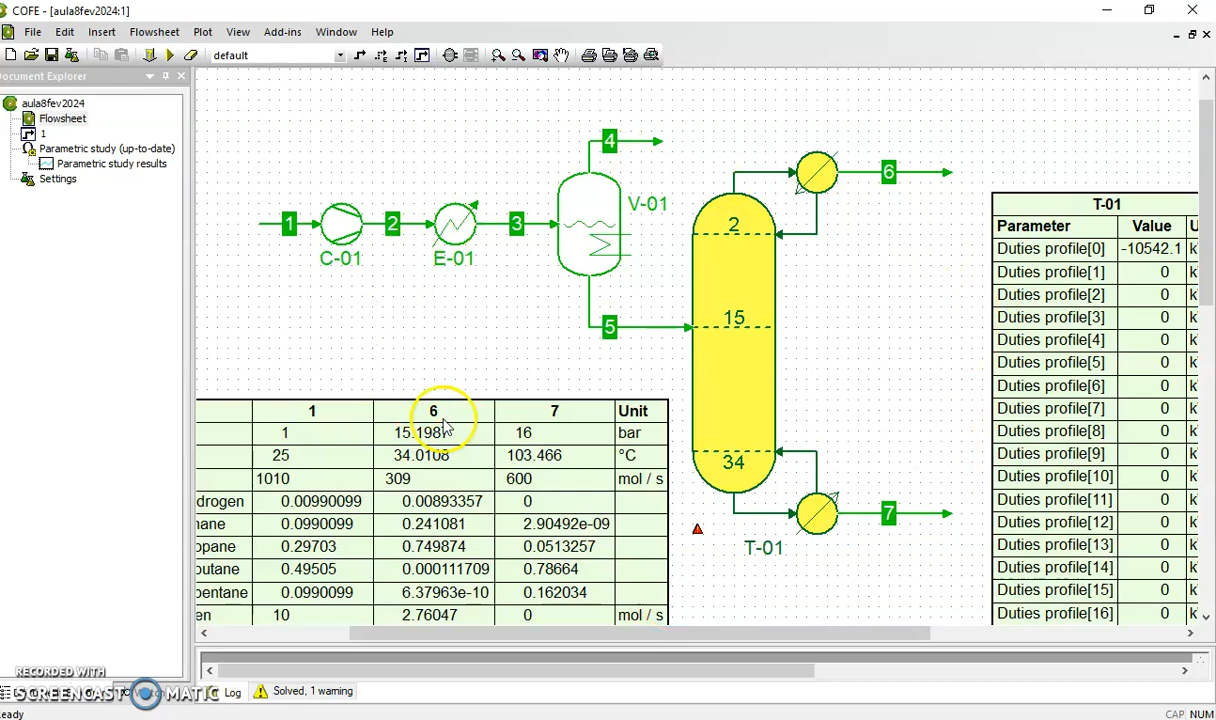 COFE - [aula8fev2024:1]
File Edit Insert Flowsheet Plot View Add-ins Window Help
default
Document Explorer
aula8fev2024
Flowsheet
1
Parametric study (up-to-date)
Parametric study results
Settings
4
6
V-01
2
1 2 3
C-01 E-01
15
5
34
7
T-01
1 6 7 Unit
1 15.198 16 bar
25 34.0108 103.466 °C
1010 309 600 mol / s
drogen 0.00990099 0.00893357 0
hane 0.0990099 0.241081 2.90492e-09
opane 0.29703 0.749874 0.0513257
outane 0.49505 0.000111709 0.78664
pentane 0.0990099 6.37963e-10 0.162034
en 10 2.76047 0 mol / s
T-01
Parameter Value U
Duties profile[0] -10542.1 k
Duties profile[1] 0 k
Duties profile[2] 0 k
Duties profile[3] 0 k
Duties profile[4] 0 k
Duties profile[5] 0 k
Duties profile[6] 0 k
Duties profile[7] 0 k
Duties profile[8] 0 k
Duties profile[9] 0 k
Duties profile[10] 0 k
Duties profile[11] 0 k
Duties profile[12] 0 k
Duties profile[13] 0 k
Duties profile[14] 0 k
Duties profile[15] 0 k
Duties profile[16] 0 k
RECORDED WITH
SCREENCAST MATIC
Log Solved, 1 warning
eady
CAP NUM